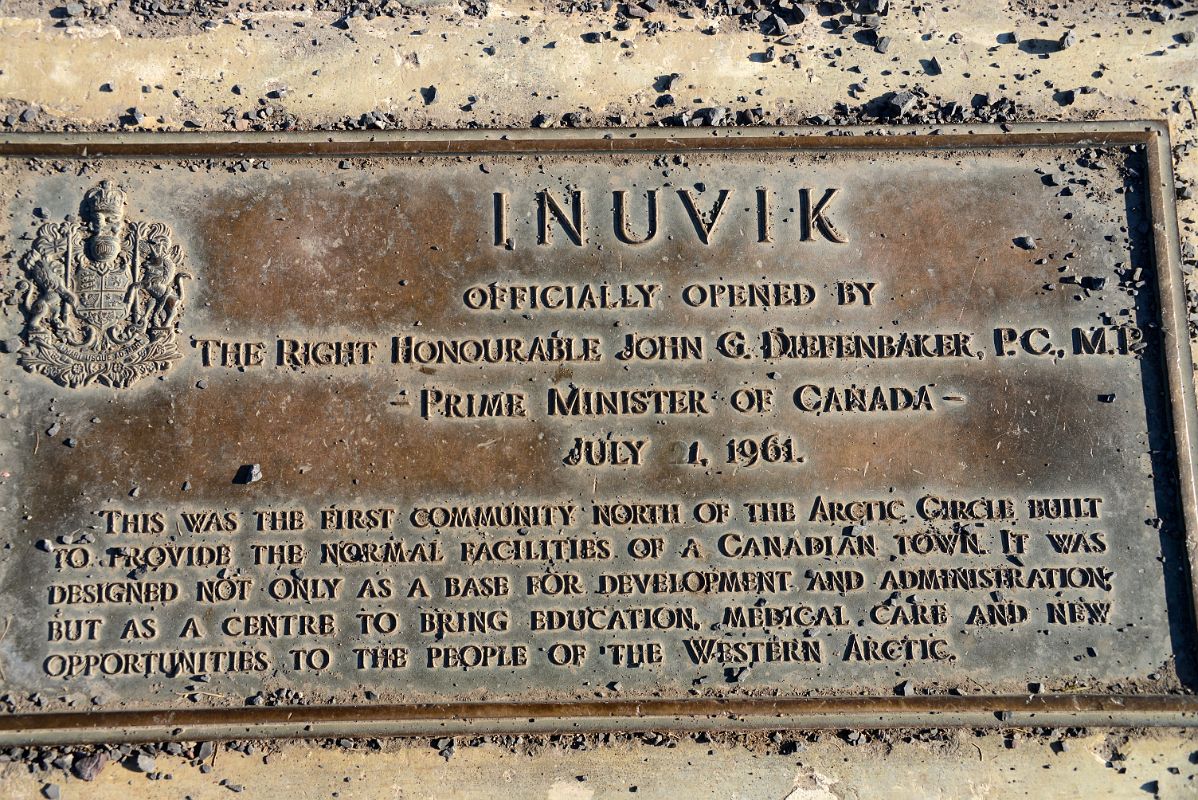 INUVIK
OFFICIALLY OPENED BY
THE RIGHT HONOURABLE JOHN G. DIEFENBAKER, P.C., M.P.
- PRIME MINISTER OF CANADA -
JULY 21, 1961.
THIS WAS THE FIRST COMMUNITY NORTH OF THE ARCTIC CIRCLE BUILT
TO PROVIDE THE NORMAL FACILITIES OF A CANADIAN TOWN. IT WAS
DESIGNED NOT ONLY AS A BASE FOR DEVELOPMENT AND ADMINISTRATION,
BUT AS A CENTRE TO BRING EDUCATION, MEDICAL CARE AND NEW
OPPORTUNITIES TO THE PEOPLE OF THE WESTERN ARCTIC.